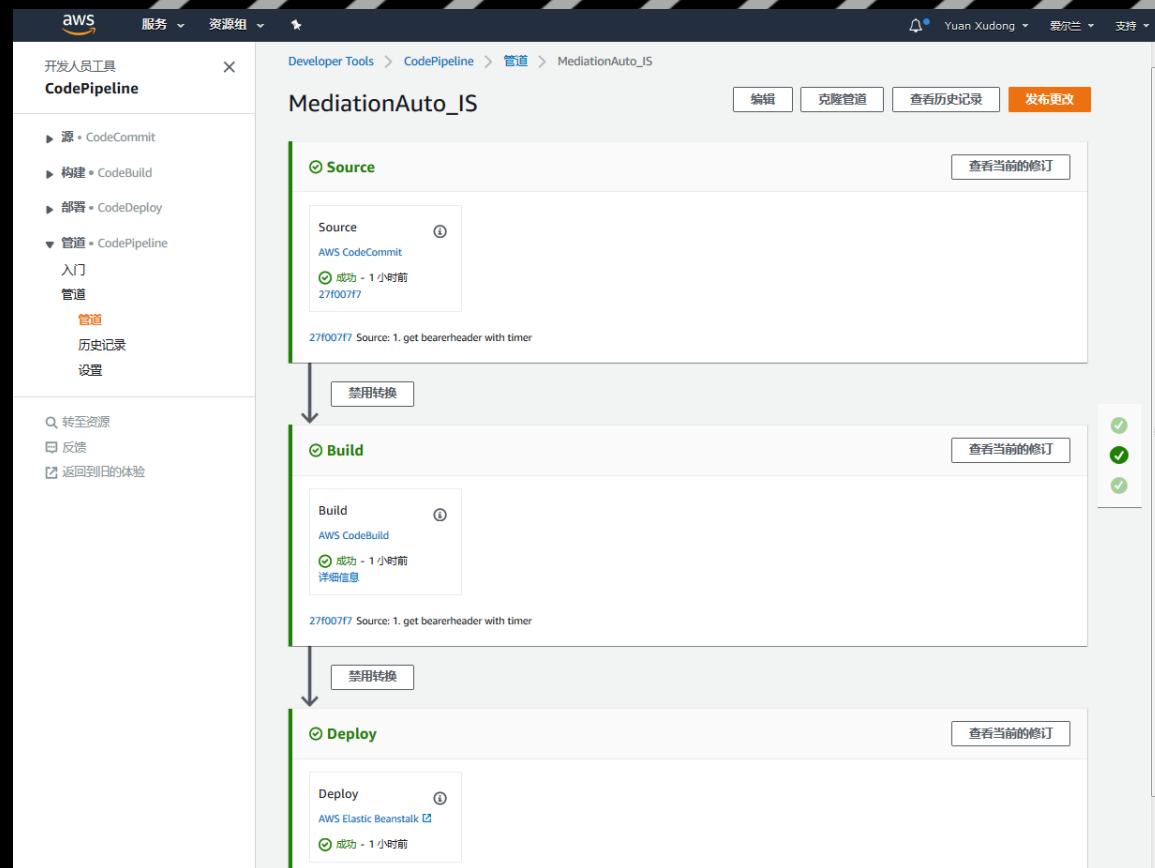 aws 服务 资源组 Yuan Xudong 爱尔兰 支持
开发人员工具
CodePipeline
源 • CodeCommit
构建 • CodeBuild
部署 • CodeDeploy
管道 • CodePipeline
入门
管道
管道
历史记录
设置
转至资源
反馈
返回到旧的体验
Developer Tools CodePipeline 管道 MediationAuto_IS
MediationAuto_IS
编辑 克隆管道 查看历史记录 发布更改
Source
查看当前的修订
Source
AWS CodeCommit
成功 - 1 小时前
27f007f7
27f007f7 Source: 1. get bearerheader with timer
禁用转换
Build
查看当前的修订
Build
AWS CodeBuild
成功 - 1 小时前
详细信息
27f007f7 Source: 1. get bearerheader with timer
禁用转换
Deploy
查看当前的修订
Deploy
AWS Elastic Beanstalk
成功 - 1 小时前